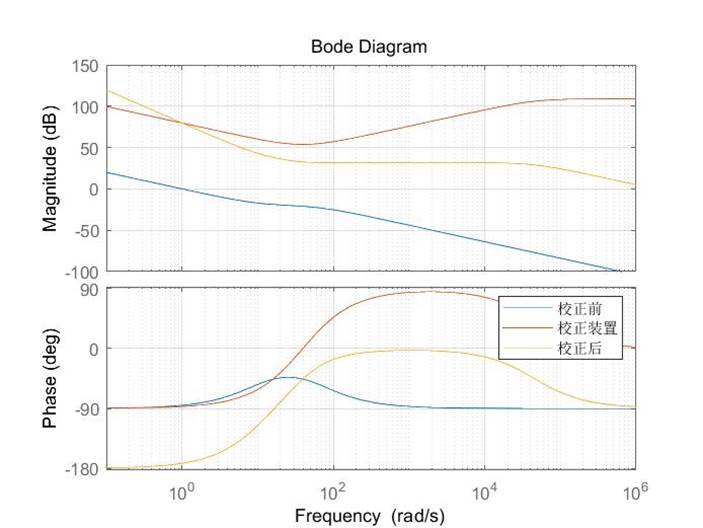 Bode Diagram
Magnitude (dB)
150
100
50
0
-50
-100
Phase (deg)
90
0
-90
-180
校正前
校正装置
校正后
10^0
10^2
10^4
10^6
Frequency (rad/s)